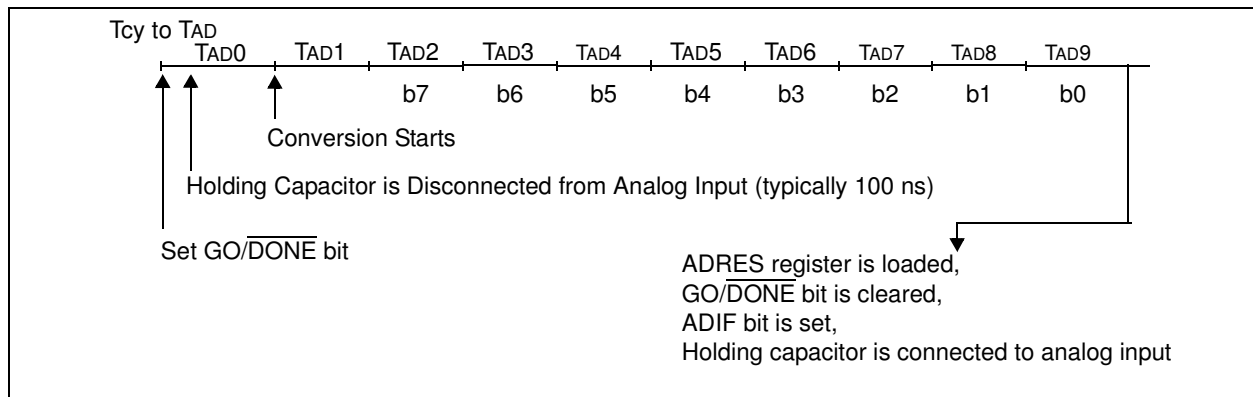 Tcy to TAD
TAD0 TAD1 TAD2 TAD3 TAD4 TAD5 TAD6 TAD7 TAD8 TAD9
b7 b6 b5 b4 b3 b2 b1 b0
Conversion Starts
Holding Capacitor is Disconnected from Analog Input (typically 100 ns)
Set GO/DONE bit
ADRES register is loaded,
GO/DONE bit is cleared,
ADIF bit is set,
Holding capacitor is connected to analog input